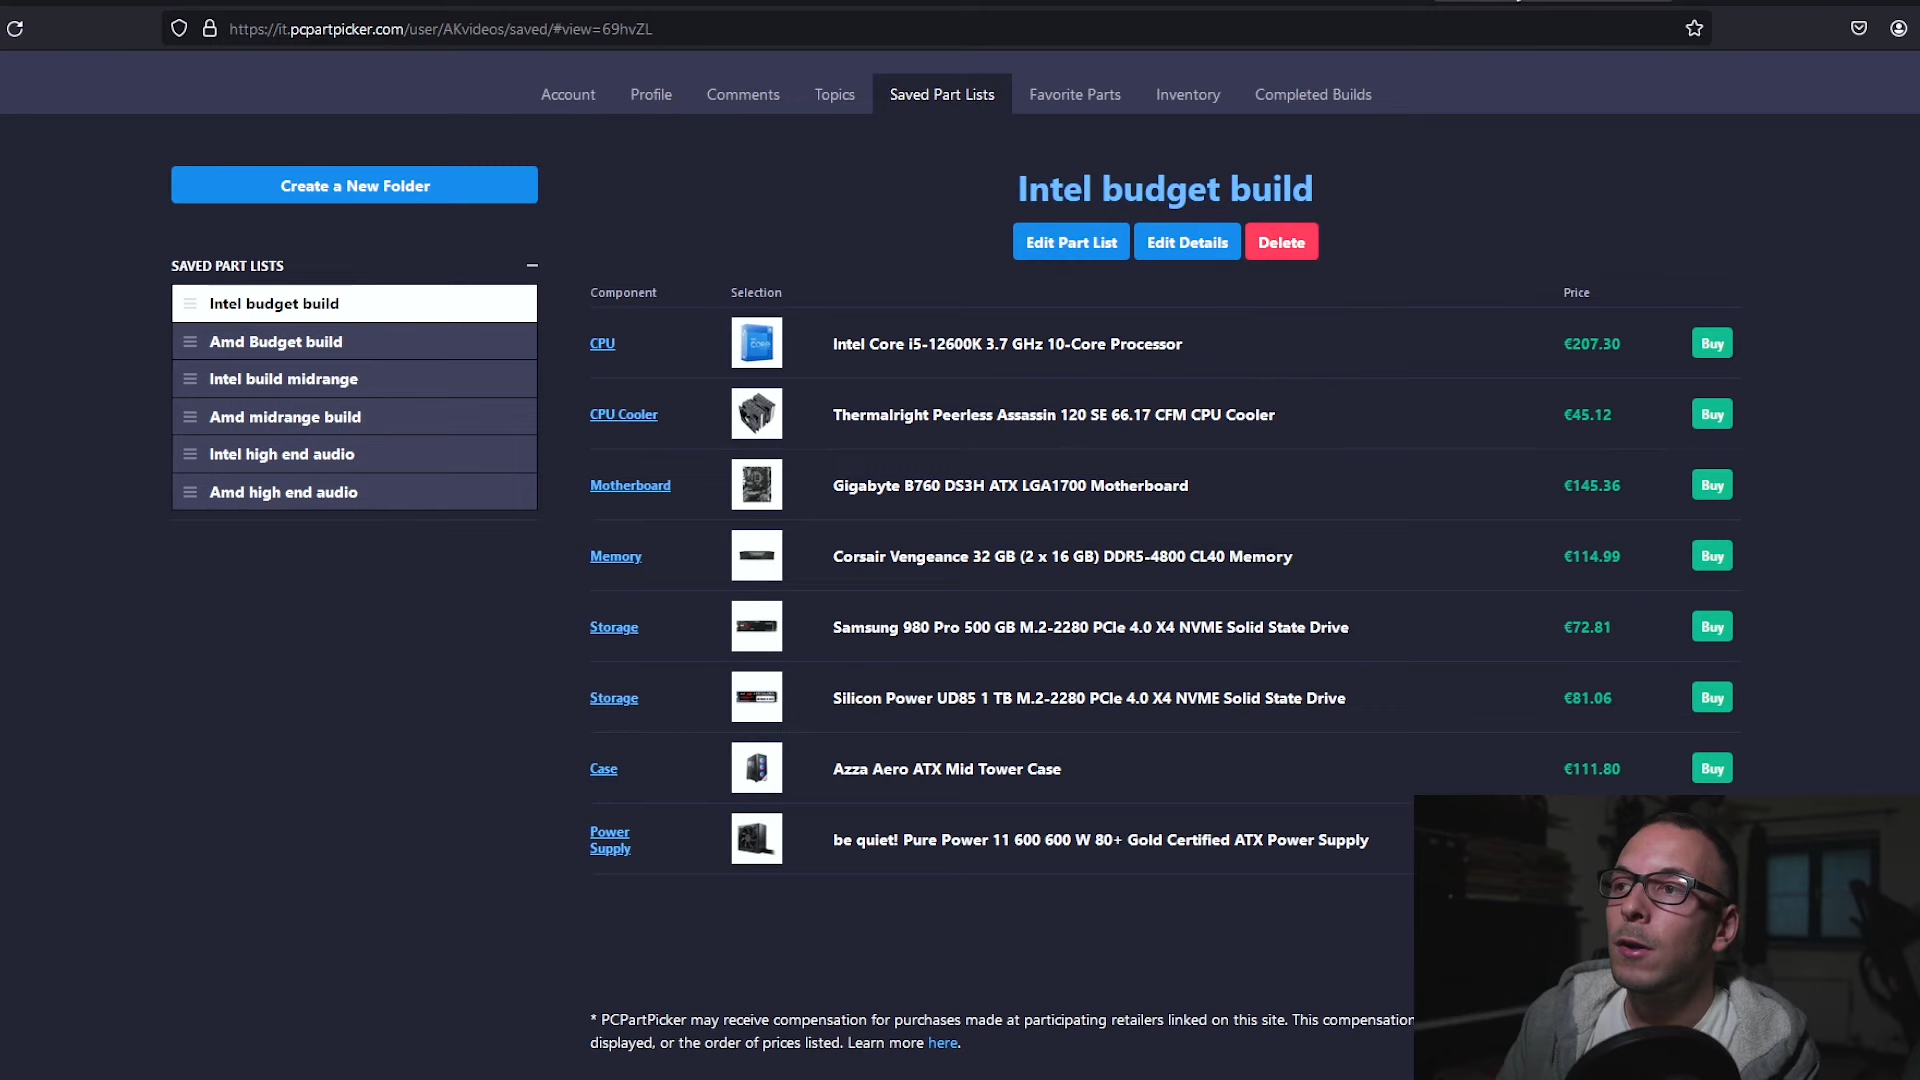 https://it.pcpartpicker.com/user/AKvideos/saved/#view=69hvZL
Account Profile Comments Topics Saved Part Lists Favorite Parts Inventory Completed Builds
Create a New Folder
SAVED PART LISTS
Intel budget build
Amd Budget build
Intel build midrange
Amd midrange build
Intel high end audio
Amd high end audio
Intel budget build
Edit Part List Edit Details Delete
Component Selection Price
CPU Intel Core i5-12600K 3.7 GHz 10-Core Processor €207.30 Buy
CPU Cooler Thermalright Peerless Assassin 120 SE 66.17 CFM CPU Cooler €45.12 Buy
Motherboard Gigabyte B760 DS3H ATX LGA1700 Motherboard €145.36 Buy
Memory Corsair Vengeance 32 GB (2 x 16 GB) DDR5-4800 CL40 Memory €114.99 Buy
Storage Samsung 980 Pro 500 GB M.2-2280 PCIe 4.0 X4 NVME Solid State Drive €72.81 Buy
Storage Silicon Power UD85 1 TB M.2-2280 PCIe 4.0 X4 NVME Solid State Drive €81.06 Buy
Case Azza Aero ATX Mid Tower Case €111.80 Buy
Power
Supply
be quiet! Pure Power 11 600 600 W 80+ Gold Certified ATX Power Supply
* PCPartPicker may receive compensation for purchases made at participating retailers linked on this site. This compensation
displayed, or the order of prices listed. Learn more here.